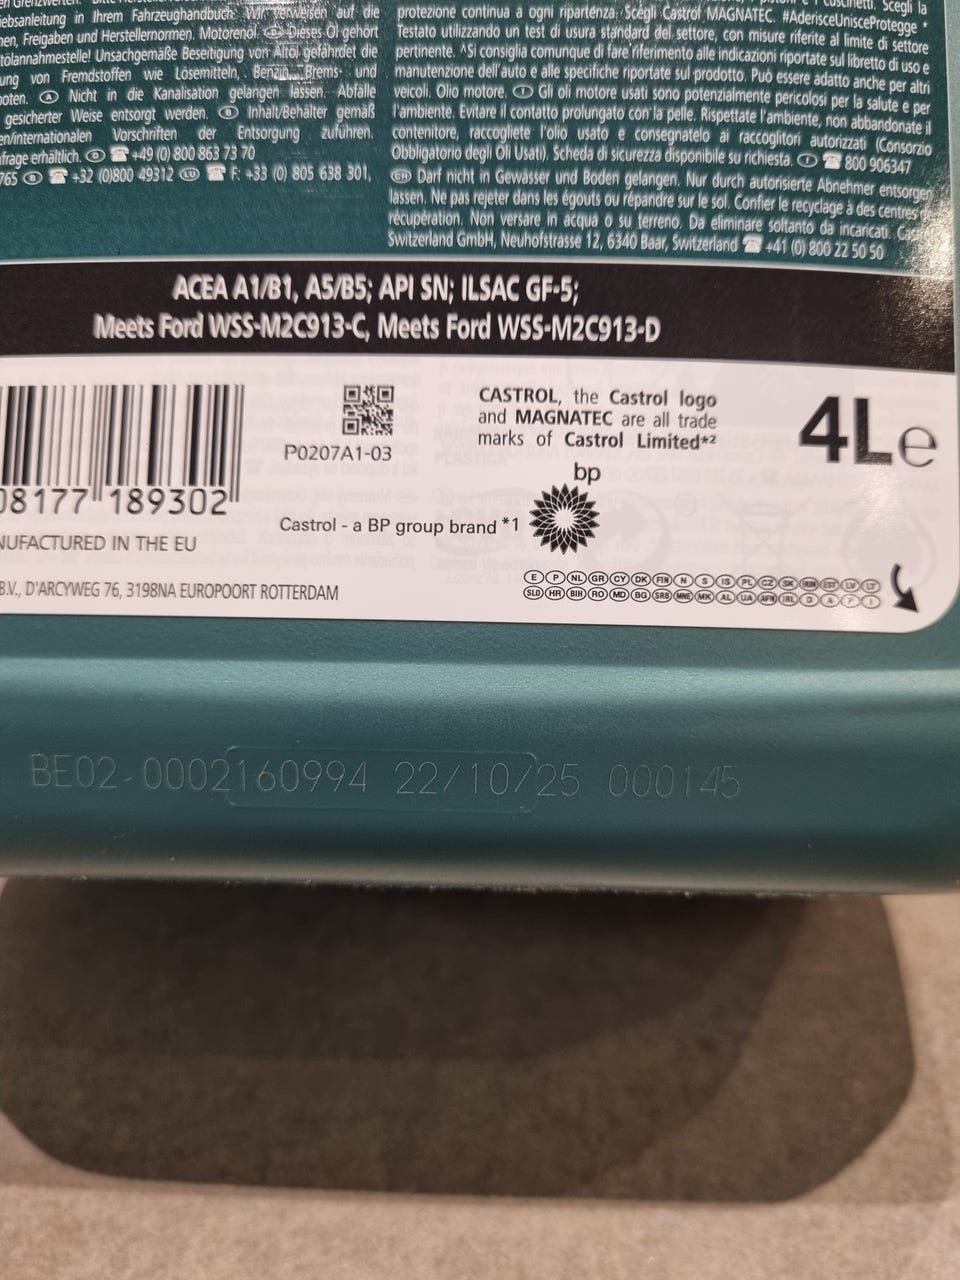 iebsanleitung in Ihrem Fahrzeughandbuch. Wir verweisen auf die
nen, Freigaben und Herstellernormen. Motorenöl. D Dieses Öl gehört
tölannahmestelle! Unsachgemäße Beseitigung von Altöl gefährdet die
ung von Fremdstoffen wie Lösemitteln, Benzin, Brems- und
oten. A Nicht in die Kanalisation gelangen lassen. Abfälle
gesicherter Weise entsorgt werden. B Inhalt/Behälter gemäß
en/internationalen Vorschriften der Entsorgung zuführen.
frage erhältlich. D ☎ +49 (0) 800 863 73 70
765 B ☎ +32 (0)800 49312 LU ☎ F: +33 (0) 805 638 301,
cuscinetti. Scegli la
protezione continua a ogni ripartenza. Scegli Castrol MAGNATEC. #AderisceUnisceProtegge *
Testato utilizzando un test di usura standard del settore, con misure riferite al limite di settore
pertinente. ^Si consiglia comunque di fare riferimento alle indicazioni riportate sul libretto di uso e
manutenzione dell'auto e alle specifiche riportate sul prodotto. Può essere adatto anche per altri
veicoli. Olio motore. I Gli oli motore usati sono potenzialmente pericolosi per la salute e per
l'ambiente. Evitare il contatto prolungato con la pelle. Rispettate l'ambiente, non abbandonate il
contenitore, raccogliete l'olio usato e consegnatelo ai raccoglitori autorizzati (Consorzio
Obbligatorio degli Oli Usati). Scheda di sicurezza disponibile su richiesta. I ☎ 800 906347
CH Darf nicht in Gewässer und Boden gelangen. Nur durch autorisierte Abnehmer entsorgen
lassen. Ne pas rejeter dans les égouts ou répandre sur le sol. Confier le recyclage à des centres de
récupération. Non versare in acqua o su terreno. Da eliminare soltanto da incaricati.
Switzerland GmbH, Neuhofstrasse 12, 6340 Baar, Switzerland ☎ +41 (0) 800 22 50 50
ACEA A1/B1, A5/B5; API SN; ILSAC GF-5;
Meets Ford WSS-M2C913-C, Meets Ford WSS-M2C913-D
08177 189302
P0207A1-03
CASTROL, the Castrol logo
and MAGNATEC are all trade
marks of Castrol Limited*²
4L e
bp
Castrol - a BP group brand *1
NUFACTURED IN THE EU
B.V., D'ARCYWEG 76, 3198NA EUROPOORT ROTTERDAM
E P NL GR CY DK FIN N S IS PL CZ SK HUN EST LV LT
SLO HR BIH RO MD BG SRB MNE MK AL UA AFN IRL D A F I
BE02-0002160994 22/10/25 000145